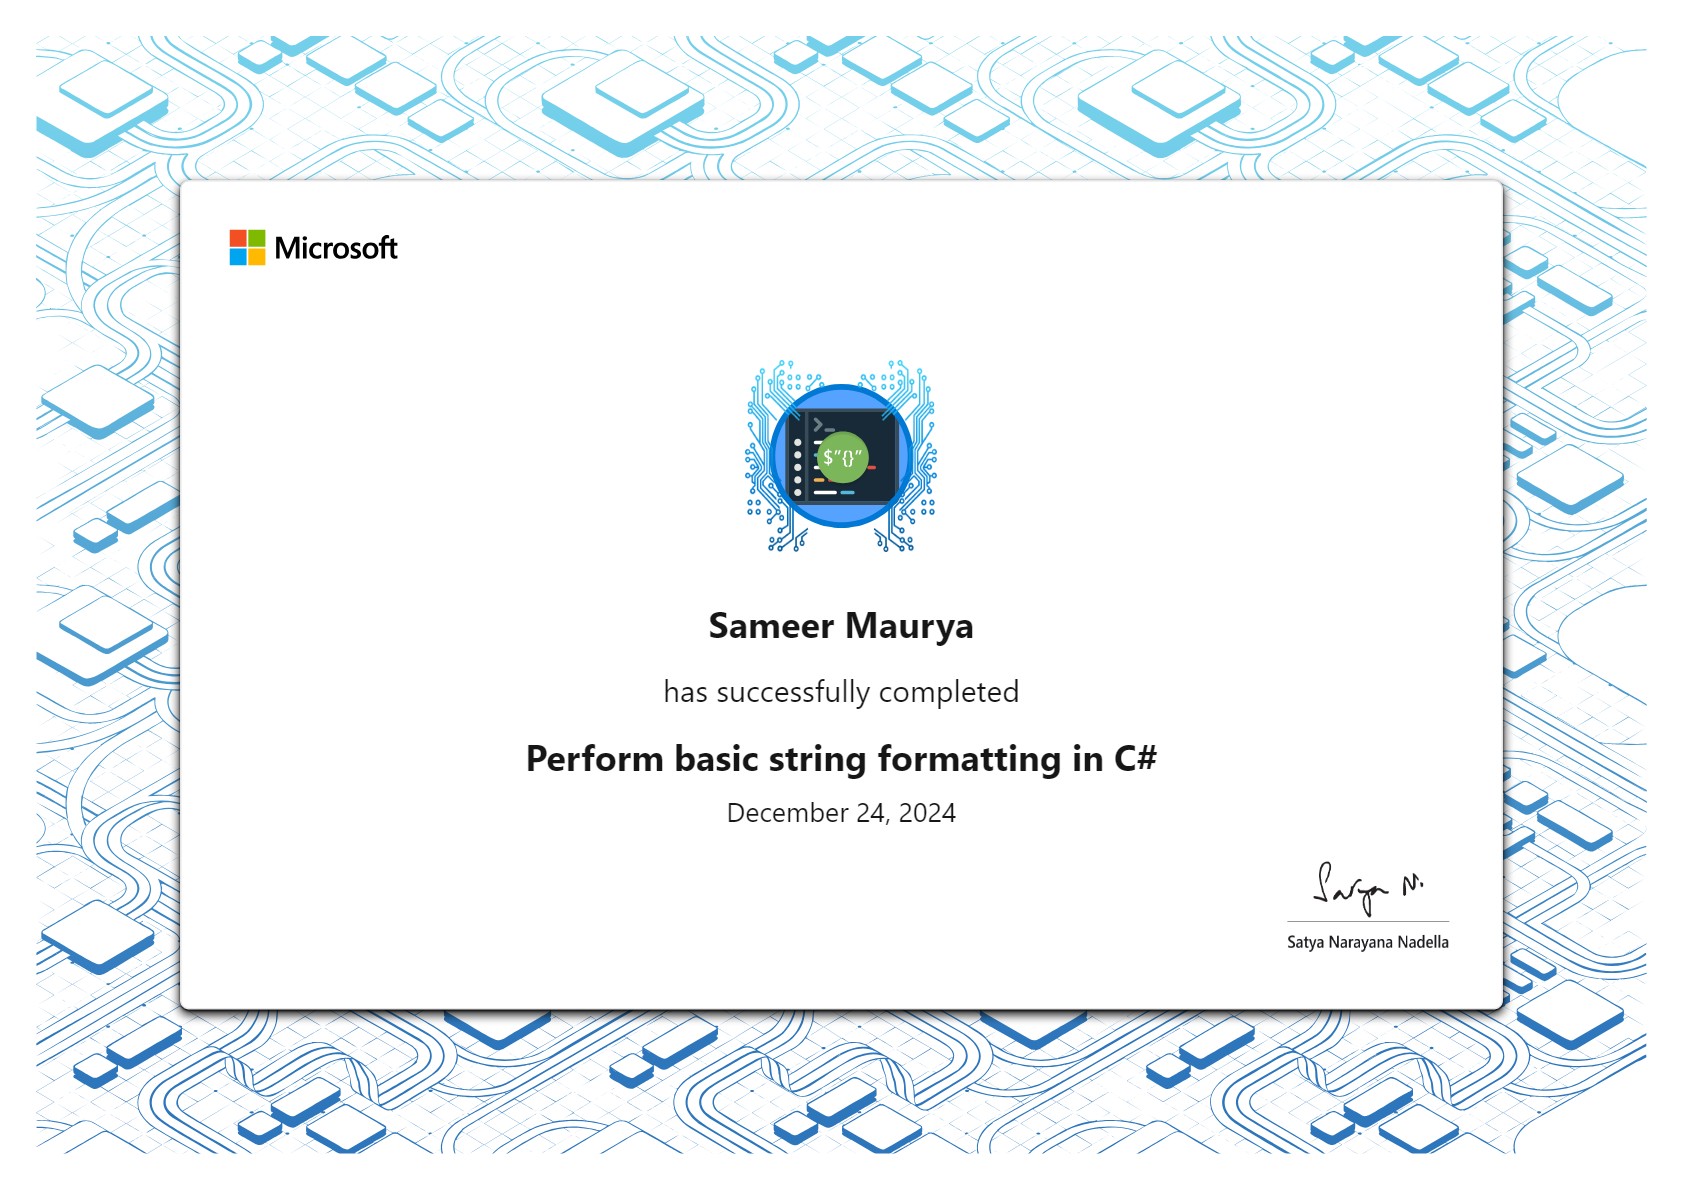 Microsoft
$"{}"
Sameer Maurya
has successfully completed
Perform basic string formatting in C#
December 24, 2024
Satya N.
Satya Narayana Nadella